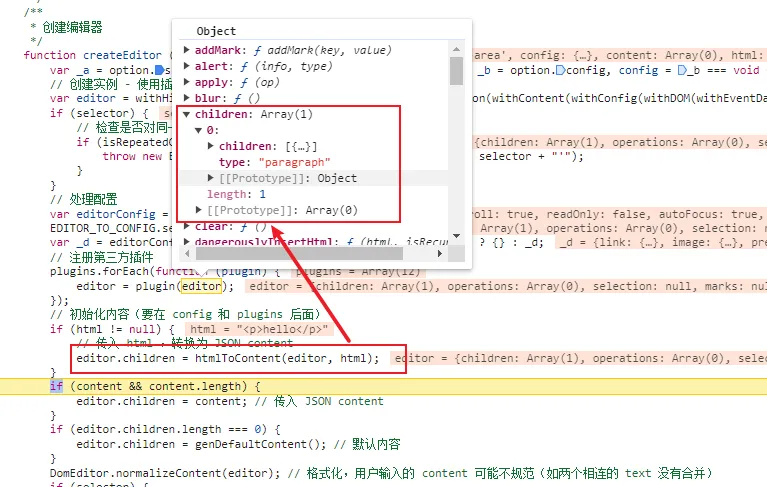 /**
* 创建编辑器
*/
function createEditor (
area', config: {…}, content: Array(0), html:
var _a = option.s
_b = option.config, config = _b === void
// 创建实例 - 使用插
var editor = withHi
on(withContent(withConfig(withDOM(withEventDa
if (selector) {
// 检查是否对同一
if (isRepeatedC
{children: Array(1), operations: Array(0), se
throw new E
selector + "'");
}
}
// 处理配置
var editorConfig =
roll: true, readOnly: false, autoFocus: true,
EDITOR_TO_CONFIG.se
Array(1), operations: Array(0), selection: n
var _d = editorConf
? {} : _d; _d = {link: {…}, image: {…}, pre
// 注册第三方插件
plugins.forEach(function (plugin) { plugins = Array(12)
editor = plugin(editor); editor = {children: Array(1), operations: Array(0), selection: null, marks: nul
});
// 初始化内容（要在 config 和 plugins 后面）
if (html != null) { html = "<p>hello</p>"
// 传入 html ，转换为 JSON content
editor.children = htmlToContent(editor, html); editor = {children: Array(1), operations: Array(0), selec
}
if (content && content.length) {
editor.children = content; // 传入 JSON content
}
if (editor.children.length === 0) {
editor.children = genDefaultContent(); // 默认内容
}
DomEditor.normalizeContent(editor); // 格式化，用户输入的 content 可能不规范（如两个相连的 text 没有合并）
if (selector) {
Object
addMark: ƒ addMark(key, value)
alert: ƒ (info, type)
apply: ƒ (op)
blur: ƒ ()
children: Array(1)
0:
children: [{…}]
type: "paragraph"
[[Prototype]]: Object
length: 1
[[Prototype]]: Array(0)
clear: ƒ ()
dangerouslyInsertHtml: ƒ (html, isRecu